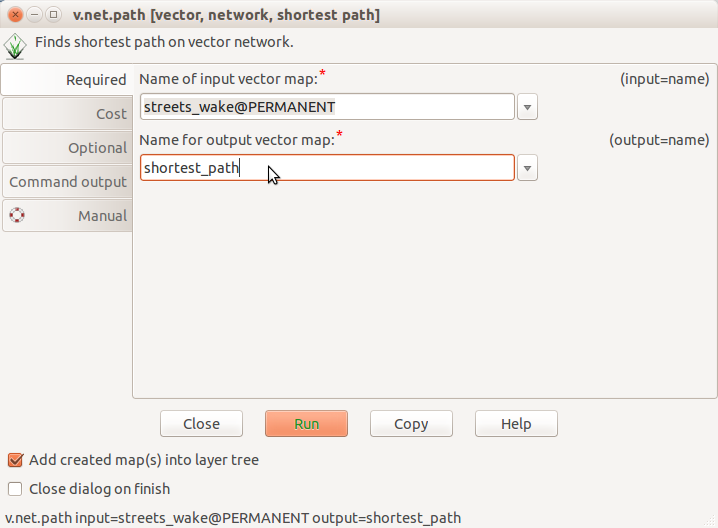 v.net.path [vector, network, shortest path]
Finds shortest path on vector network.
Required
Cost
Optional
Command output
Manual
Name of input vector map:* (input=name)
streets_wake@PERMANENT
Name for output vector map:* (output=name)
shortest_path
Close Run Copy Help
Add created map(s) into layer tree
Close dialog on finish
v.net.path input=streets_wake@PERMANENT output=shortest_path